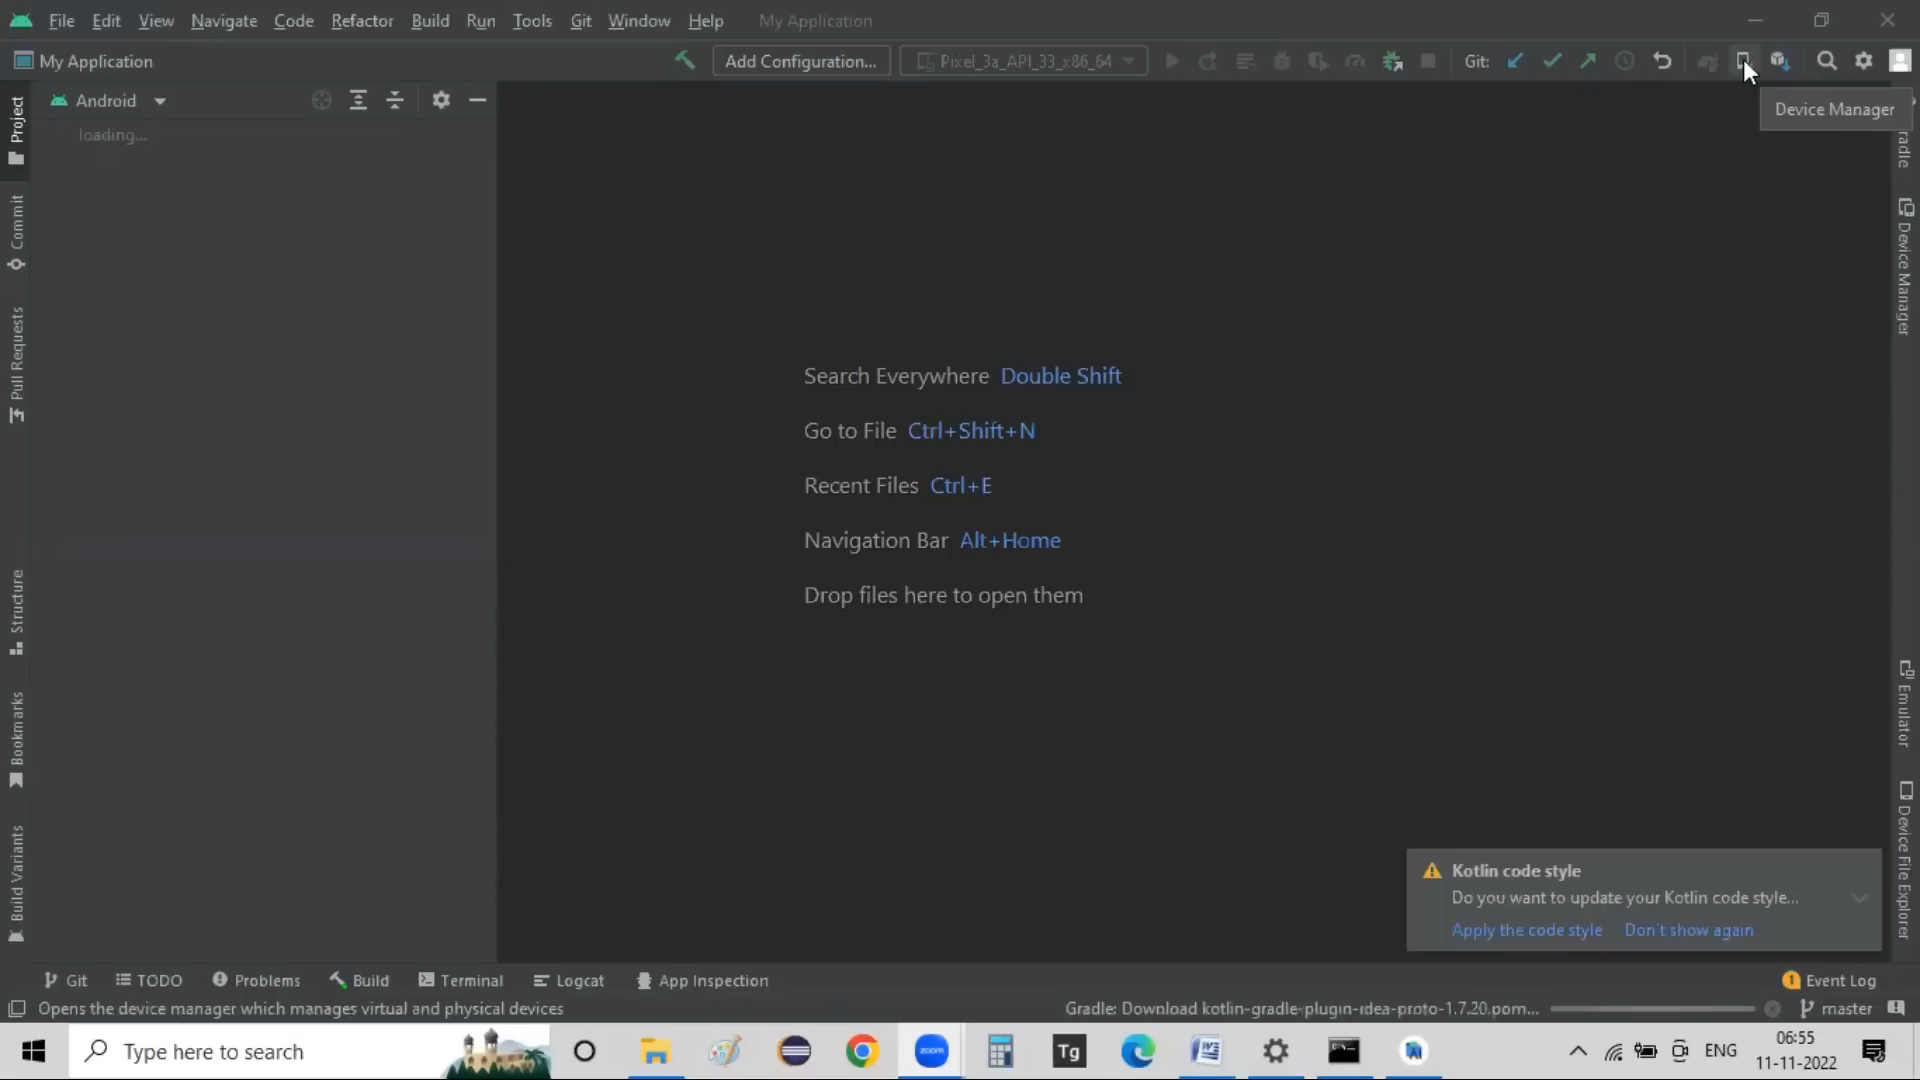 File Edit View Navigate Code Refactor Build Run Tools Git Window Help My Application
My Application Add Configuration... Pixel_3a_API_33_x86_64 Git:
Device Manager
Android
loading...
Project
Commit
Pull Requests
Structure
Bookmarks
Build Variants
Device Manager
Emulator
Device File Explorer
Search Everywhere Double Shift
Go to File Ctrl+Shift+N
Recent Files Ctrl+E
Navigation Bar Alt+Home
Drop files here to open them
Kotlin code style
Do you want to update your Kotlin code style...
Apply the code style Don't show again
Git TODO Problems Build Terminal Logcat App Inspection 1 Event Log
Opens the device manager which manages virtual and physical devices Gradle: Download kotlin-gradle-plugin-idea-proto-1.7.20.pom... master
Type here to search zoom Tg ENG
06:55
11-11-2022